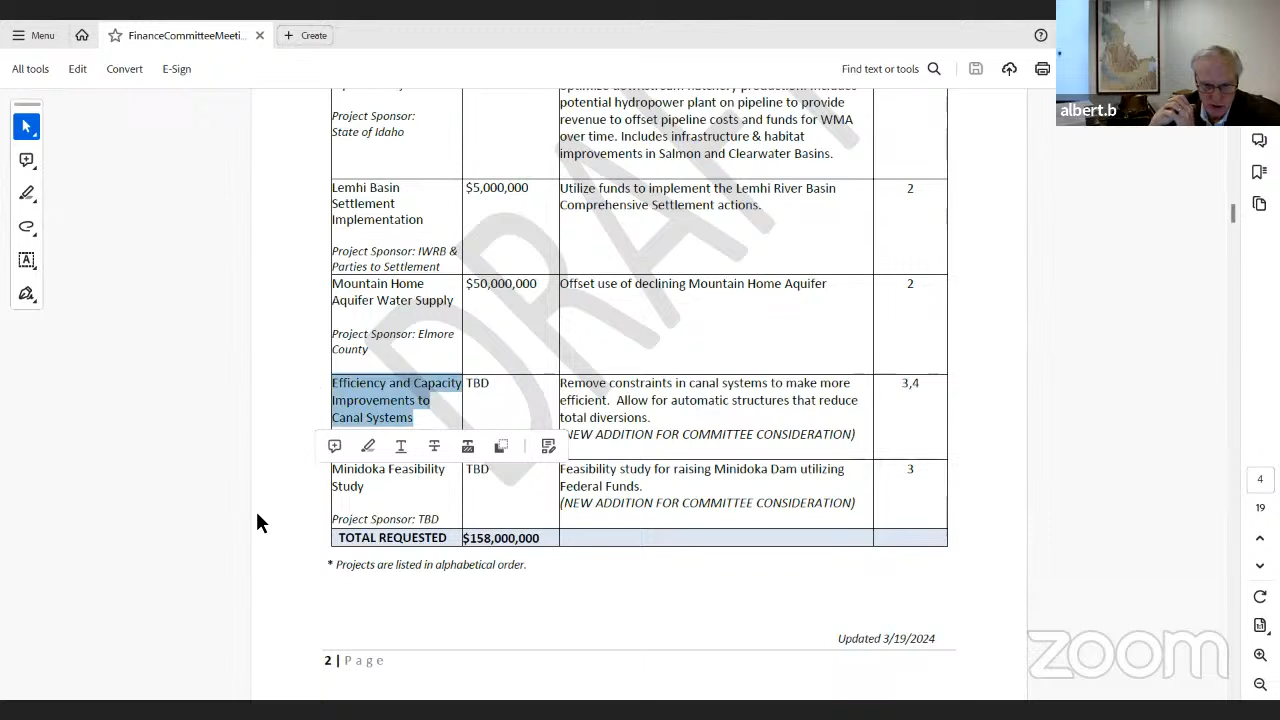 Menu
FinanceCommitteeMeeti...
Create
All tools
Edit
Convert
E-Sign
Find text or tools
albert.b
Project Sponsor:
State of Idaho
optimize downstream hatchery production. Includes
potential hydropower plant on pipeline to provide
revenue to offset pipeline costs and funds for WMA
over time. Includes infrastructure & habitat
improvements in Salmon and Clearwater Basins.
Lemhi Basin
Settlement
Implementation
Project Sponsor: IWRB &
Parties to Settlement
$5,000,000
Utilize funds to implement the Lemhi River Basin
Comprehensive Settlement actions.
2
Mountain Home
Aquifer Water Supply
Project Sponsor: Elmore
County
$50,000,000
Offset use of declining Mountain Home Aquifer
2
Efficiency and Capacity
Improvements to
Canal Systems
TBD
Remove constraints in canal systems to make more
efficient. Allow for automatic structures that reduce
total diversions.
NEW ADDITION FOR COMMITTEE CONSIDERATION)
3,4
Minidoka Feasibility
Study
Project Sponsor: TBD
TBD
Feasibility study for raising Minidoka Dam utilizing
Federal Funds.
(NEW ADDITION FOR COMMITTEE CONSIDERATION)
3
TOTAL REQUESTED
$158,000,000
* Projects are listed in alphabetical order.
Updated 3/19/2024
2 | Page
DRAFT
4
19
zoom